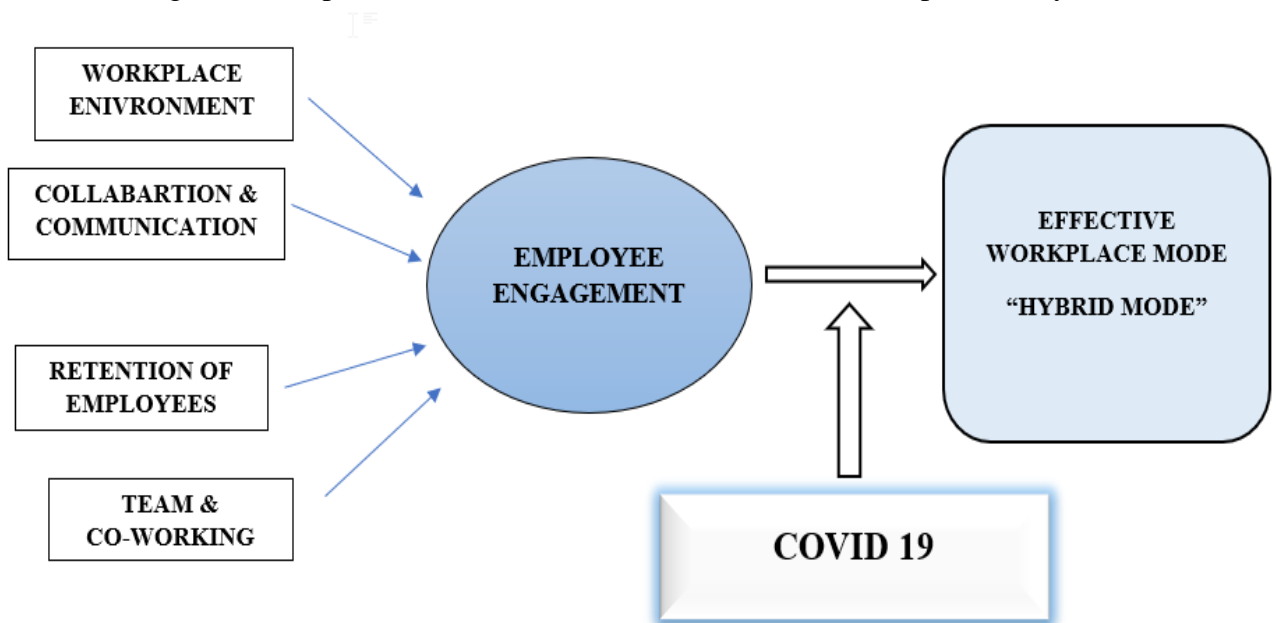 WORKPLACE
ENIVRONMENT
COLLABARTION &
COMMUNICATION
RETENTION OF
EMPLOYEES
TEAM &
CO-WORKING
EMPLOYEE
ENGAGEMENT
EFFECTIVE
WORKPLACE MODE
“HYBRID MODE”
COVID 19